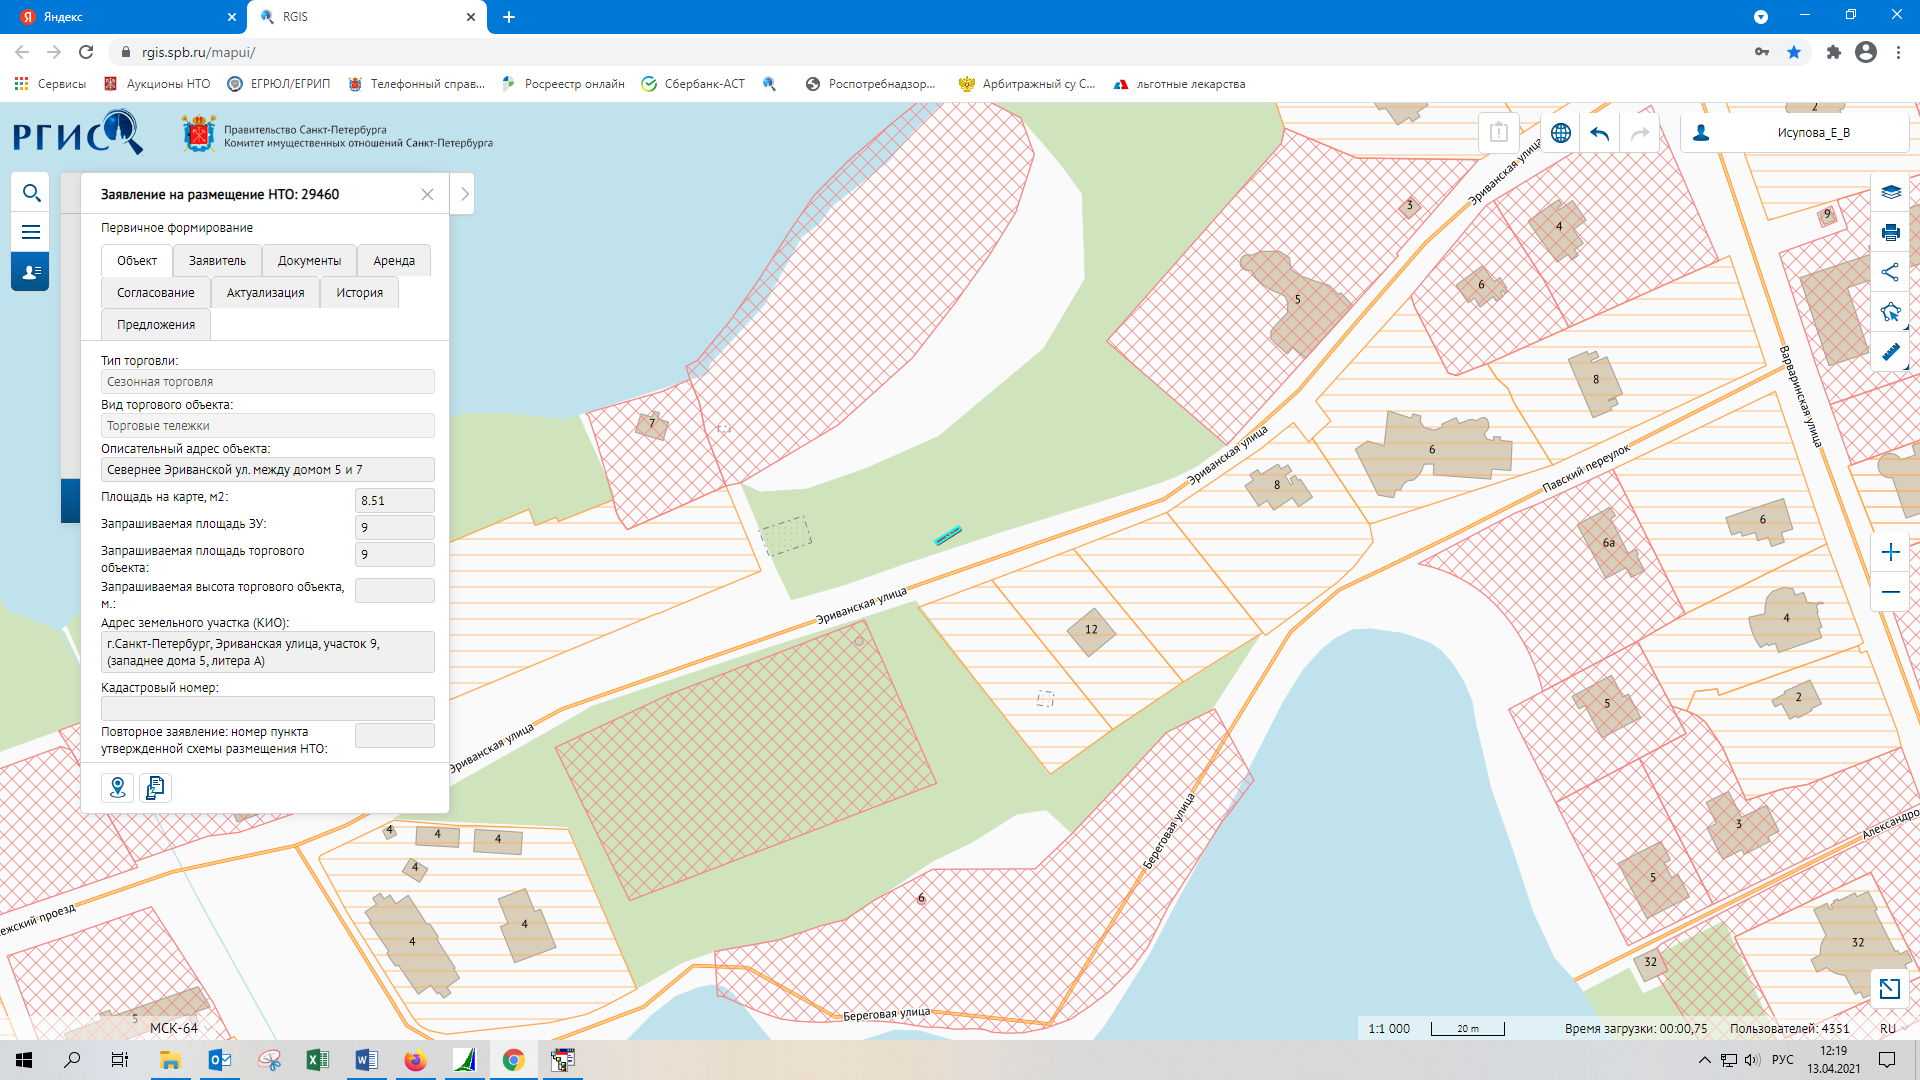 Яндекс
RGIS
rgis.spb.ru/mapui/
Сервисы
Аукционы НТО
ЕГРЮЛ/ЕГРИП
Телефонный справ...
Росреестр онлайн
Сбербанк-АСТ
Роспотребнадзор...
Арбитражный су С...
льготные лекарства
РГИС
Правительство Санкт-Петербурга
Комитет имущественных отношений Санкт-Петербурга
Исупова_Е_В
Заявление на размещение НТО: 29460
Первичное формирование
Объект
Заявитель
Документы
Аренда
Согласование
Актуализация
История
Предложения
Тип торговли:
Сезонная торговля
Вид торгового объекта:
Торговые тележки
Описательный адрес объекта:
Севернее Эриванской ул. между домом 5 и 7
Площадь на карте, м2:
8.51
Запрашиваемая площадь ЗУ:
9
Запрашиваемая площадь торгового
объекта:
9
Запрашиваемая высота торгового объекта,
м.:
Адрес земельного участка (КИО):
г.Санкт-Петербург, Эриванская улица, участок 9,
(западнее дома 5, литера А)
Кадастровый номер:
Повторное заявление: номер пункта
утвержденной схемы размещения НТО:
2
Эриванская улица
3
4
9
6
5
Варваринская улица
8
7
Эриванская улица
6
Павский переулок
8
6
6а
Эриванская улица
12
4
2
5
Эриванская улица
Береговая улица
3
Александро
4
4
4
4
5
6
ежский проезд
4
4
32
32
5
Береговая улица
МСК-64
1:1 000
20 m
Время загрузки: 00:00,75
Пользователей: 4351
RU
РУС
12:19
13.04.2021